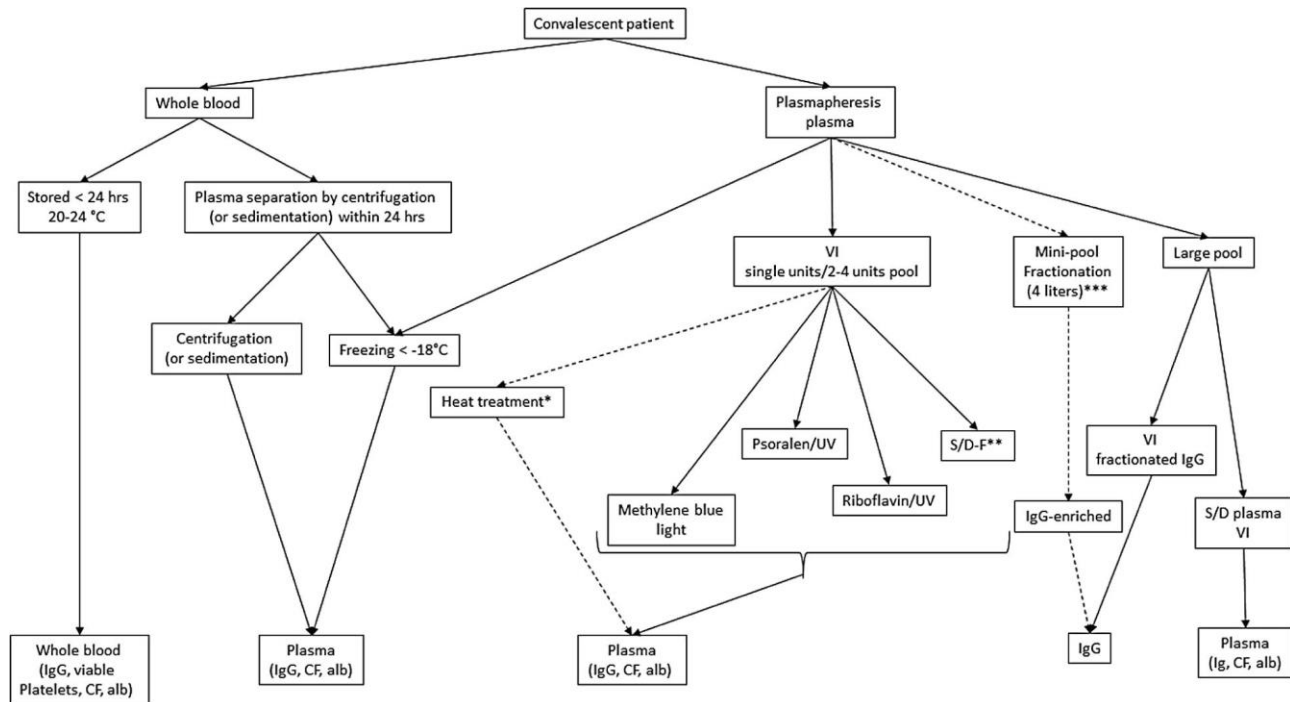 Convalescent patient
Whole blood
Plasmapheresis
plasma
Stored < 24 hrs
20-24 °C
Plasma separation by centrifugation
(or sedimentation) within 24 hrs
VI
single units/2-4 units pool
Mini-pool
Fractionation
(4 liters)***
Large pool
Centrifugation
(or sedimentation)
Freezing < -18°C
Heat treatment*
Psoralen/UV
S/D-F**
VI
fractionated IgG
Methylene blue
light
Riboflavin/UV
IgG-enriched
S/D plasma
VI
Whole blood
(IgG, viable
Platelets, CF, alb)
Plasma
(IgG, CF, alb)
Plasma
(IgG, CF, alb)
IgG
Plasma
(Ig, CF, alb)